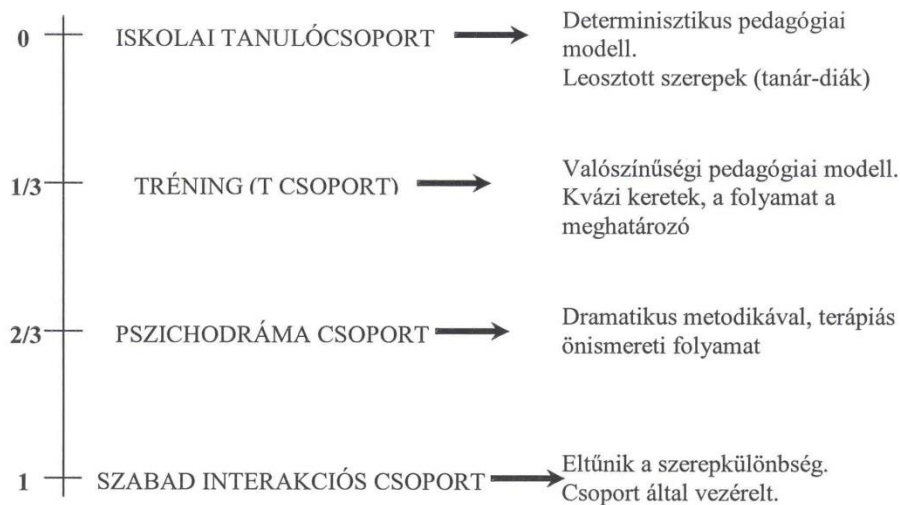 0 ISKOLAI TANULÓCSOPORT Determinisztikus pedagógiai
modell.
Leosztott szerepek (tanár-diák)
1/3 TRÉNING (T CSOPORT) Valószínűségi pedagógiai modell.
Kvázi keretek, a folyamat a
meghatározó
2/3 PSZICHODRÁMA CSOPORT Dramatikus metodikával, terápiás
önismereti folyamat
1 SZABAD INTERAKCIÓS CSOPORT Eltűnik a szerepkülönbség.
Csoport által vezérelt.